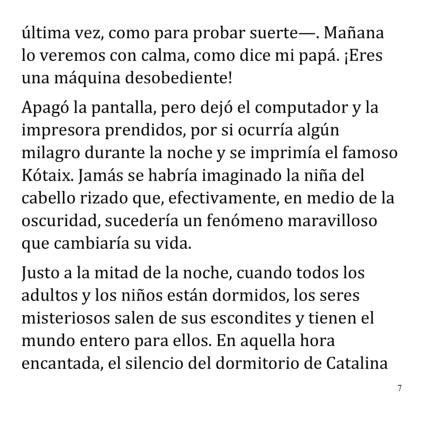 última vez, como para probar suerte—. Mañana
lo veremos con calma, como dice mi papá. ¡Eres
una máquina desobediente!
Apagó la pantalla, pero dejó el computador y la
impresora prendidos, por si ocurría algún
milagro durante la noche y se imprimía el famoso
Kótaix. Jamás se habría imaginado la niña del
cabello rizado que, efectivamente, en medio de la
oscuridad, sucedería un fenómeno maravilloso
que cambiaría su vida.
Justo a la mitad de la noche, cuando todos los
adultos y los niños están dormidos, los seres
misteriosos salen de sus escondites y tienen el
mundo entero para ellos. En aquella hora
encantada, el silencio del dormitorio de Catalina
7